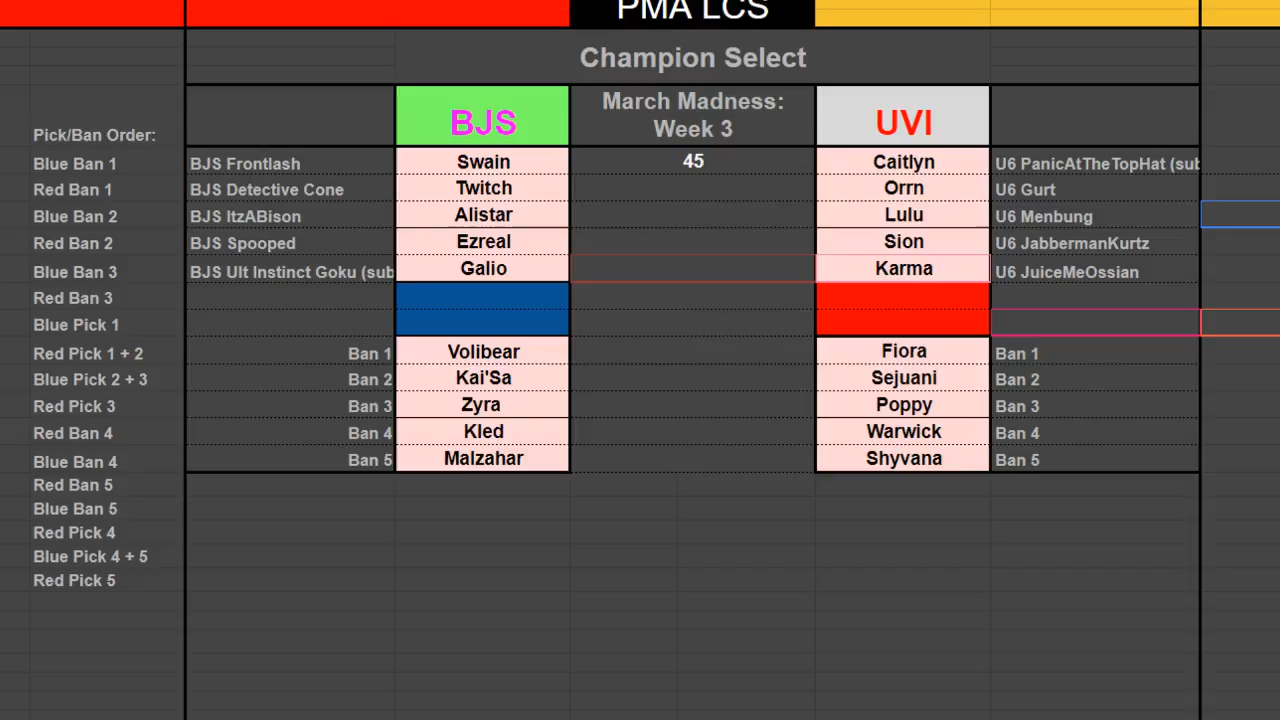 PMA LCS
Champion Select
BJS
March Madness:
Week 3
UVI
Pick/Ban Order:
Blue Ban 1
BJS Frontlash
Swain
45
Caitlyn
U6 PanicAtTheTopHat (sub
Red Ban 1
BJS Detective Cone
Twitch
Orrn
U6 Gurt
Blue Ban 2
BJS ItzABison
Alistar
Lulu
U6 Menbung
Red Ban 2
BJS Spooped
Ezreal
Sion
U6 JabbermanKurtz
Blue Ban 3
BJS Ult Instinct Goku (sub
Galio
Karma
U6 JuiceMeOssian
Red Ban 3
Blue Pick 1
Red Pick 1 + 2
Ban 1
Volibear
Fiora
Ban 1
Blue Pick 2 + 3
Ban 2
Kai'Sa
Sejuani
Ban 2
Red Pick 3
Ban 3
Zyra
Poppy
Ban 3
Red Ban 4
Ban 4
Kled
Warwick
Ban 4
Blue Ban 4
Ban 5
Malzahar
Shyvana
Ban 5
Red Ban 5
Blue Ban 5
Red Pick 4
Blue Pick 4 + 5
Red Pick 5